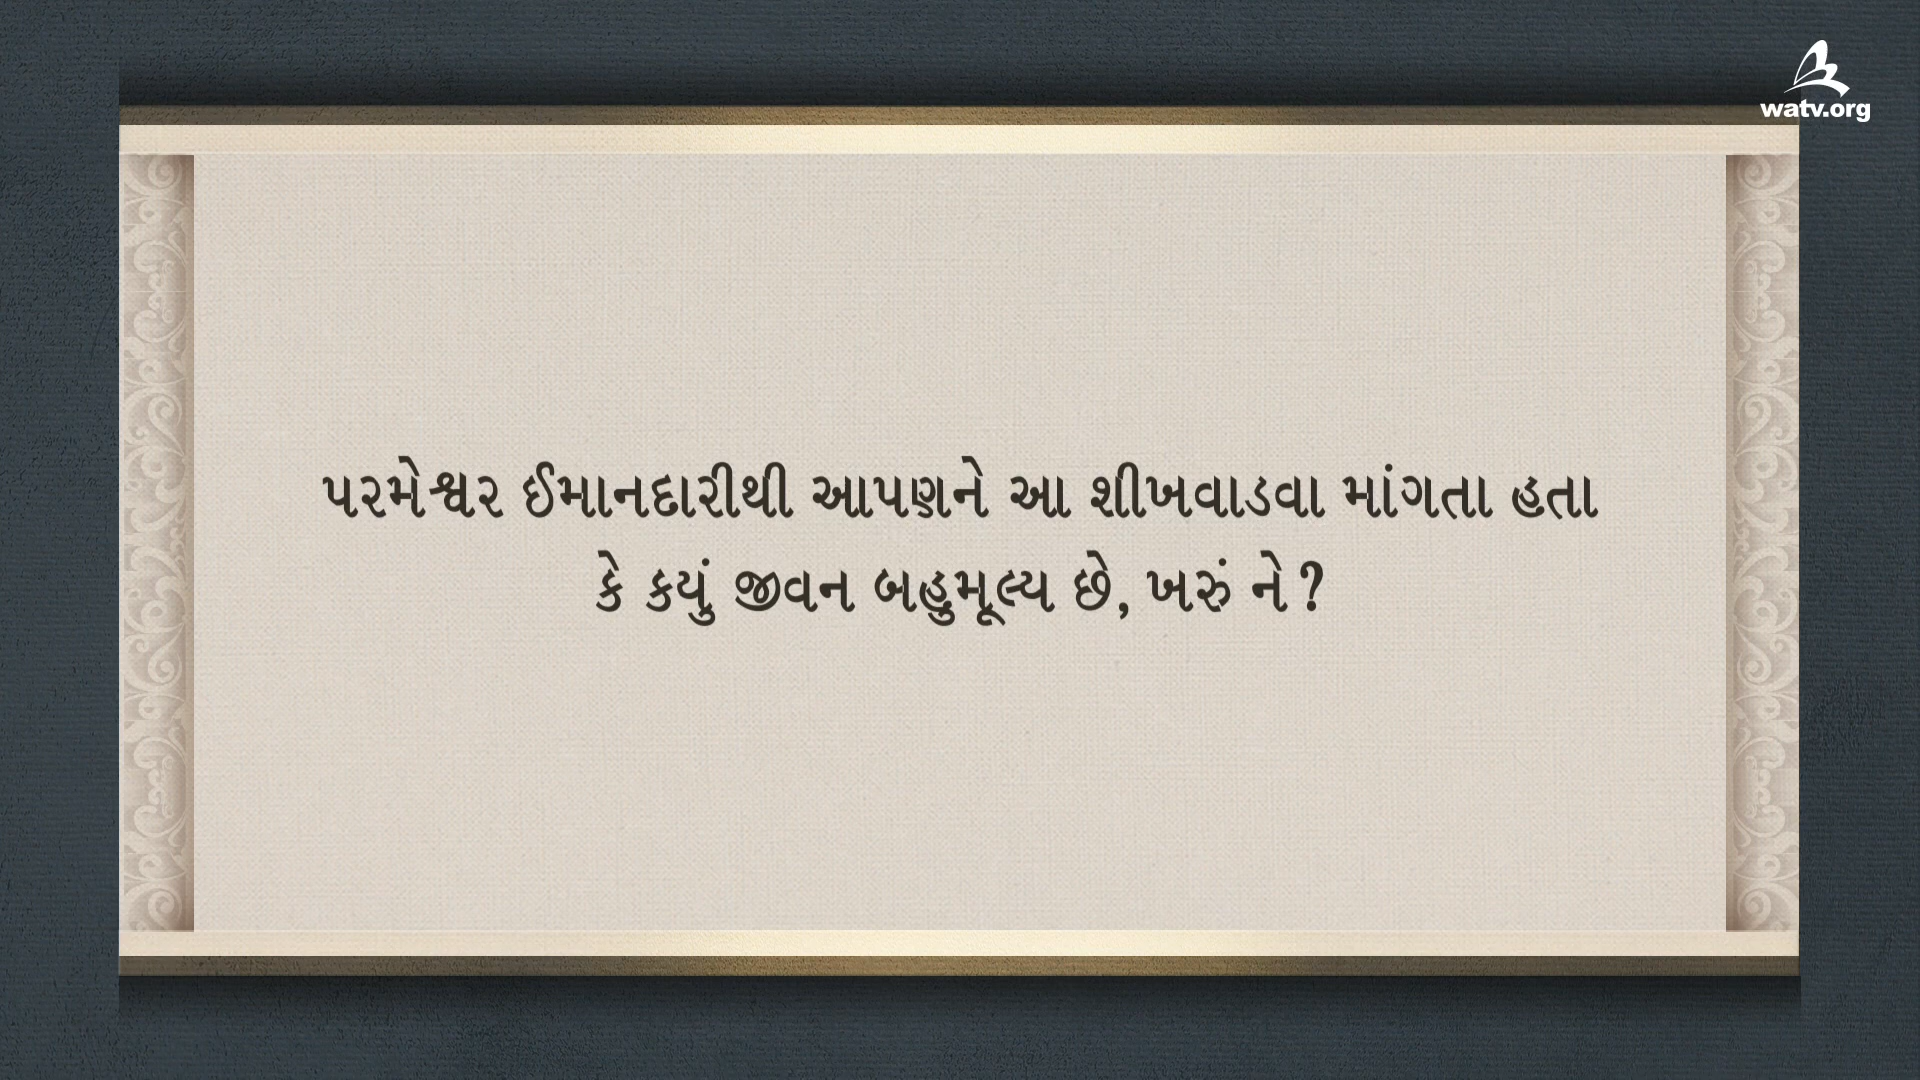 watv.org
પરમેશ્વર ઈમાનદારીથી આપણને આ શીખવાડવા માંગતા હતા
કે કયું જીવન બહુમૂલ્ય છે, ખરું ને?